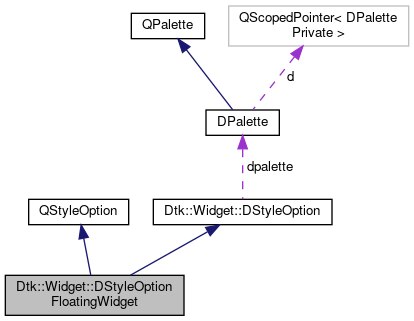 QPalette
QScopedPointer< DPalette
Private >
d
DPalette
dpalette
QStyleOption
Dtk::Widget::DStyleOption
Dtk::Widget::DStyleOption
FloatingWidget